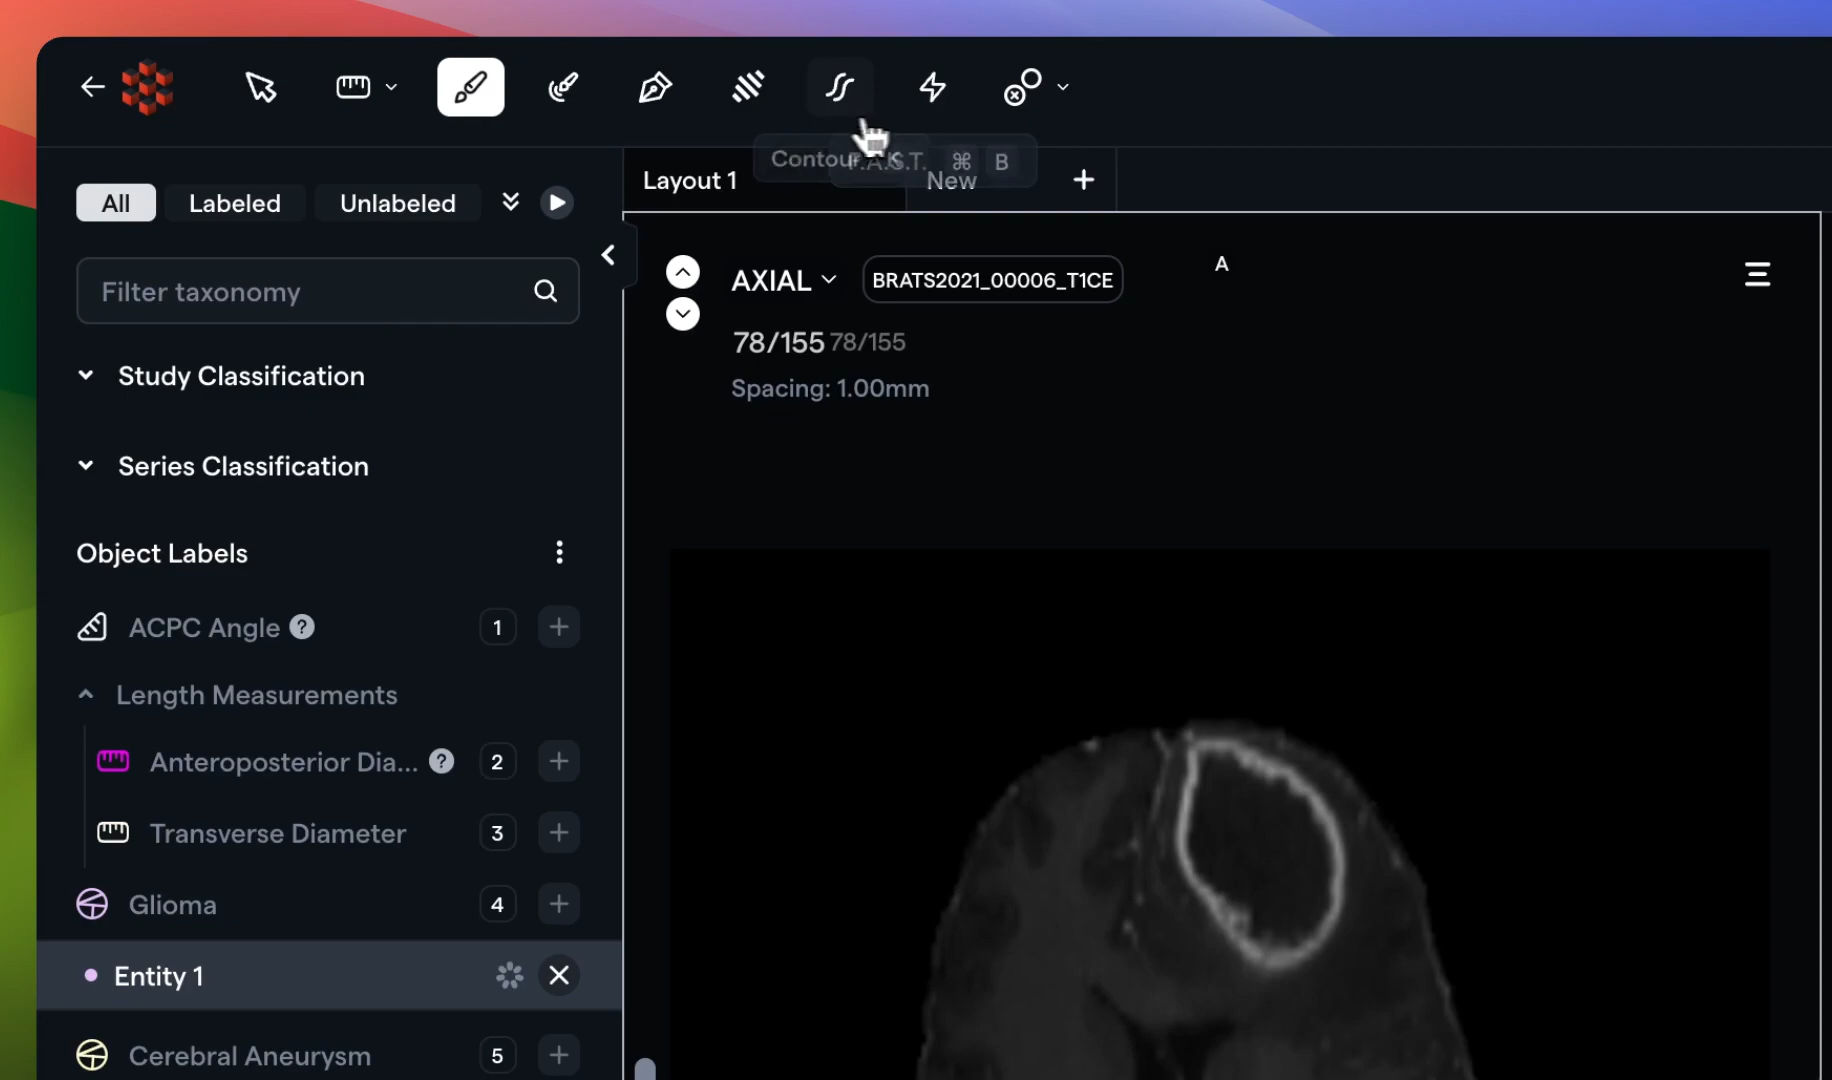 Contour K
F.A.S.T. ⌘ B
Layout 1
New
+
All
Labeled
Unlabeled
Filter taxonomy
AXIAL
BRATS2021_00006_T1CE
A
78/155 78/155
Spacing: 1.00mm
Study Classification
Series Classification
Object Labels
ACPC Angle ? 1 +
Length Measurements
Anteroposterior Dia... ? 2 +
Transverse Diameter 3 +
Glioma 4 +
Entity 1
Cerebral Aneurysm 5 +